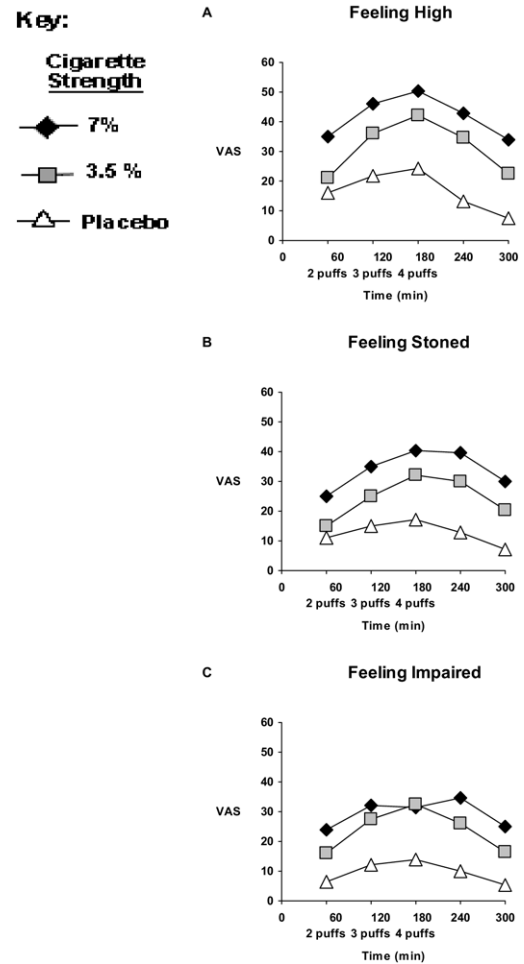 Key:
Cigarette
Strength
7%
3.5 %
Placebo
A
Feeling High
60
50
40
30
20
10
0
VAS
0 60 120 180 240 300
2 puffs 3 puffs 4 puffs
Time (min)
B
Feeling Stoned
60
50
40
30
20
10
0
VAS
0 60 120 180 240 300
2 puffs 3 puffs 4 puffs
Time (min)
C
Feeling Impaired
60
50
40
30
20
10
0
VAS
0 60 120 180 240 300
2 puffs 3 puffs 4 puffs
Time (min)